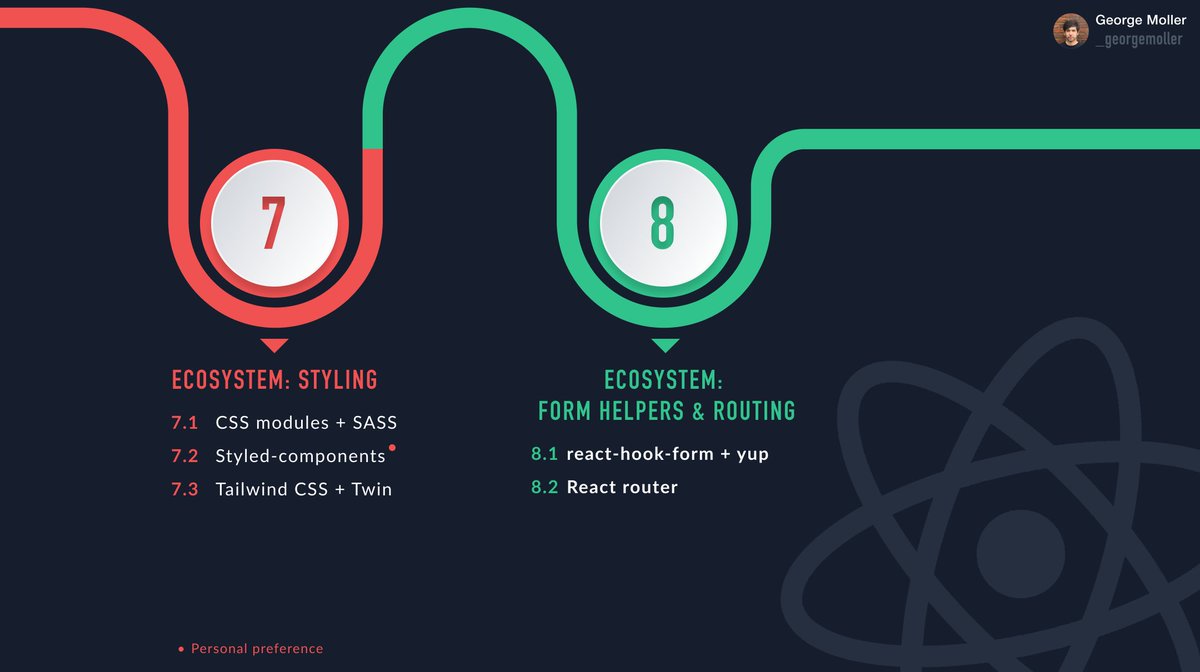 George Moller
_georgemoller
7
8
ECOSYSTEM: STYLING
7.1 CSS modules + SASS
7.2 Styled-components
7.3 Tailwind CSS + Twin
ECOSYSTEM:
FORM HELPERS & ROUTING
8.1 react-hook-form + yup
8.2 React router
• Personal preference